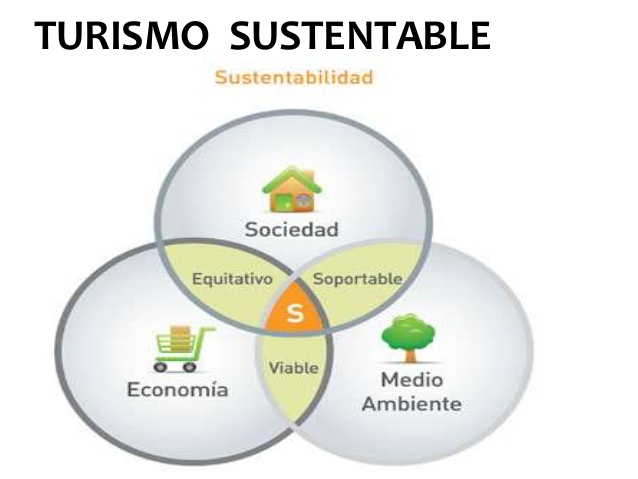 TURISMO SUSTENTABLE
Sustentabilidad
Sociedad
Equitativo
Soportable
S
Viable
Economía
Medio
Ambiente